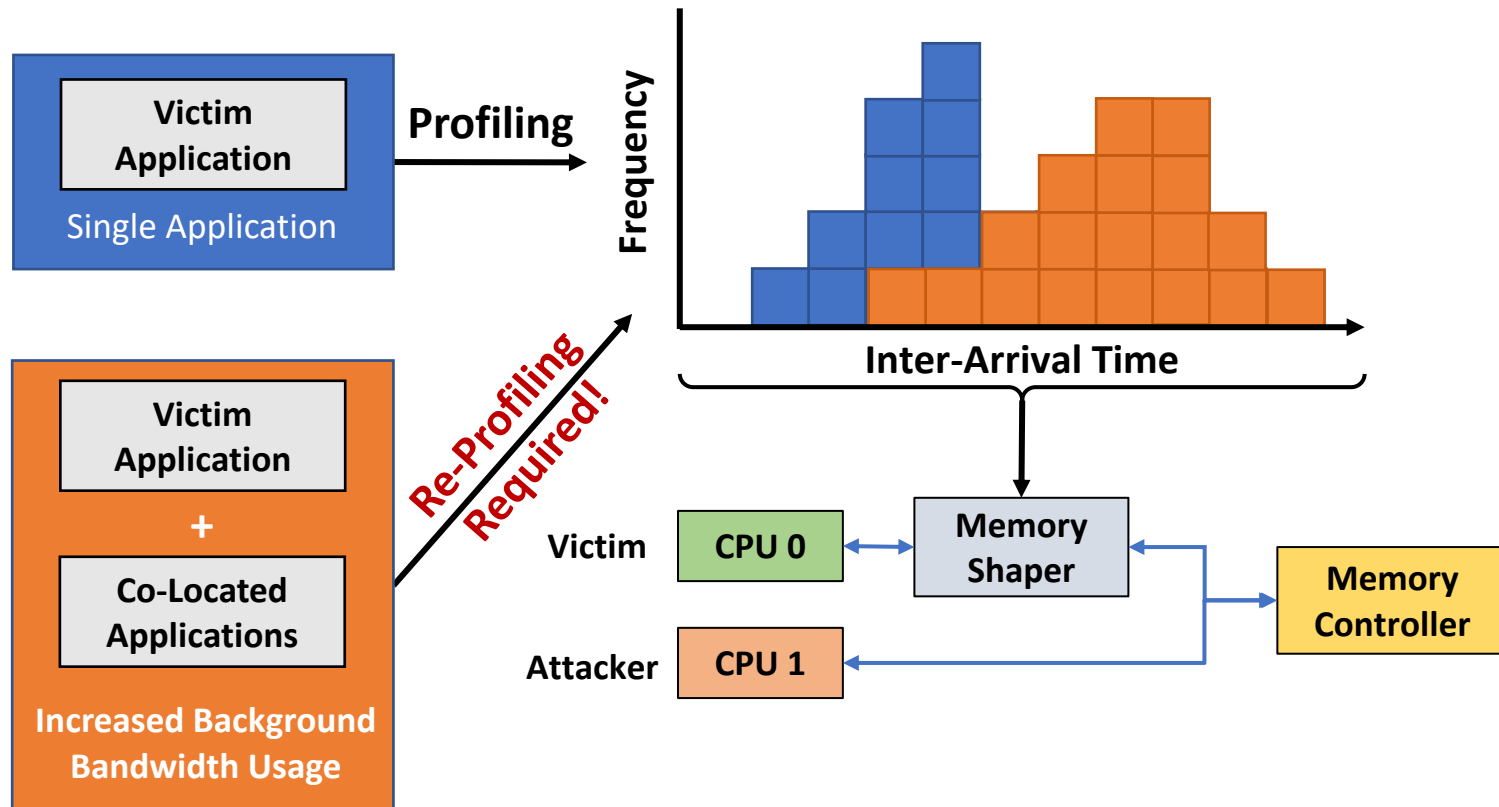 Victim
Application
Single Application
Profiling
Frequency
Inter-Arrival Time
Victim
Application
+
Co-Located
Applications
Increased Background
Bandwidth Usage
Re-Profiling
Required!
Victim
CPU 0
Memory
Shaper
Memory
Controller
Attacker
CPU 1